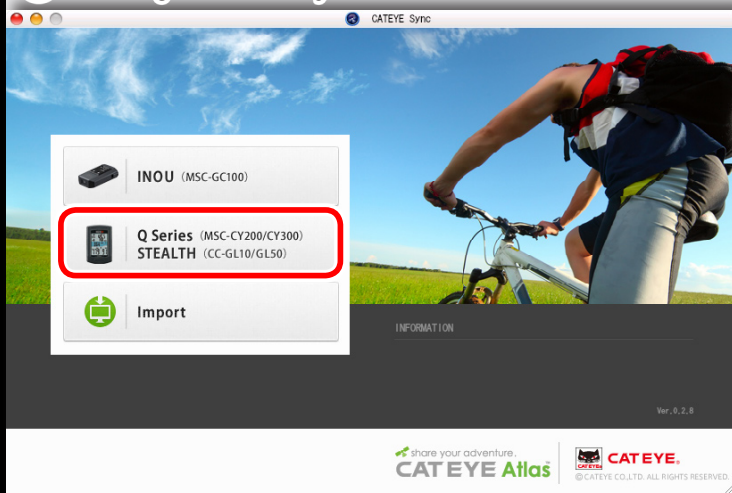 CATEYE Sync
INOU (MSC-GC100)
Q Series (MSC-CY200/CY300)
STEALTH (CC-GL10/GL50)
Import
INFORMATION
Ver.0.2.8
share your adventure.
CATEYE Atlas
CATEYE
CATEYE®
©CATEYE CO.,LTD. ALL RIGHTS RESERVED.